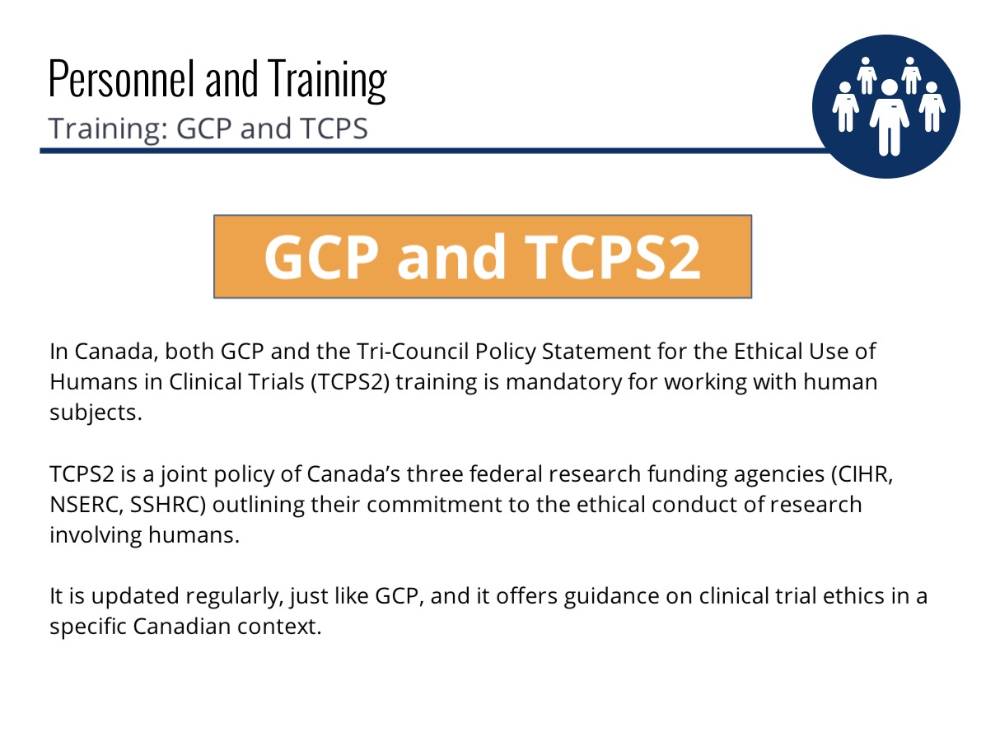 Personnel and Training
Training: GCP and TCPS
GCP and TCPS2
In Canada, both GCP and the Tri-Council Policy Statement for the Ethical Use of
Humans in Clinical Trials (TCPS2) training is mandatory for working with human
subjects.
TCPS2 is a joint policy of Canada’s three federal research funding agencies (CIHR,
NSERC, SSHRC) outlining their commitment to the ethical conduct of research
involving humans.
It is updated regularly, just like GCP, and it offers guidance on clinical trial ethics in a
specific Canadian context.